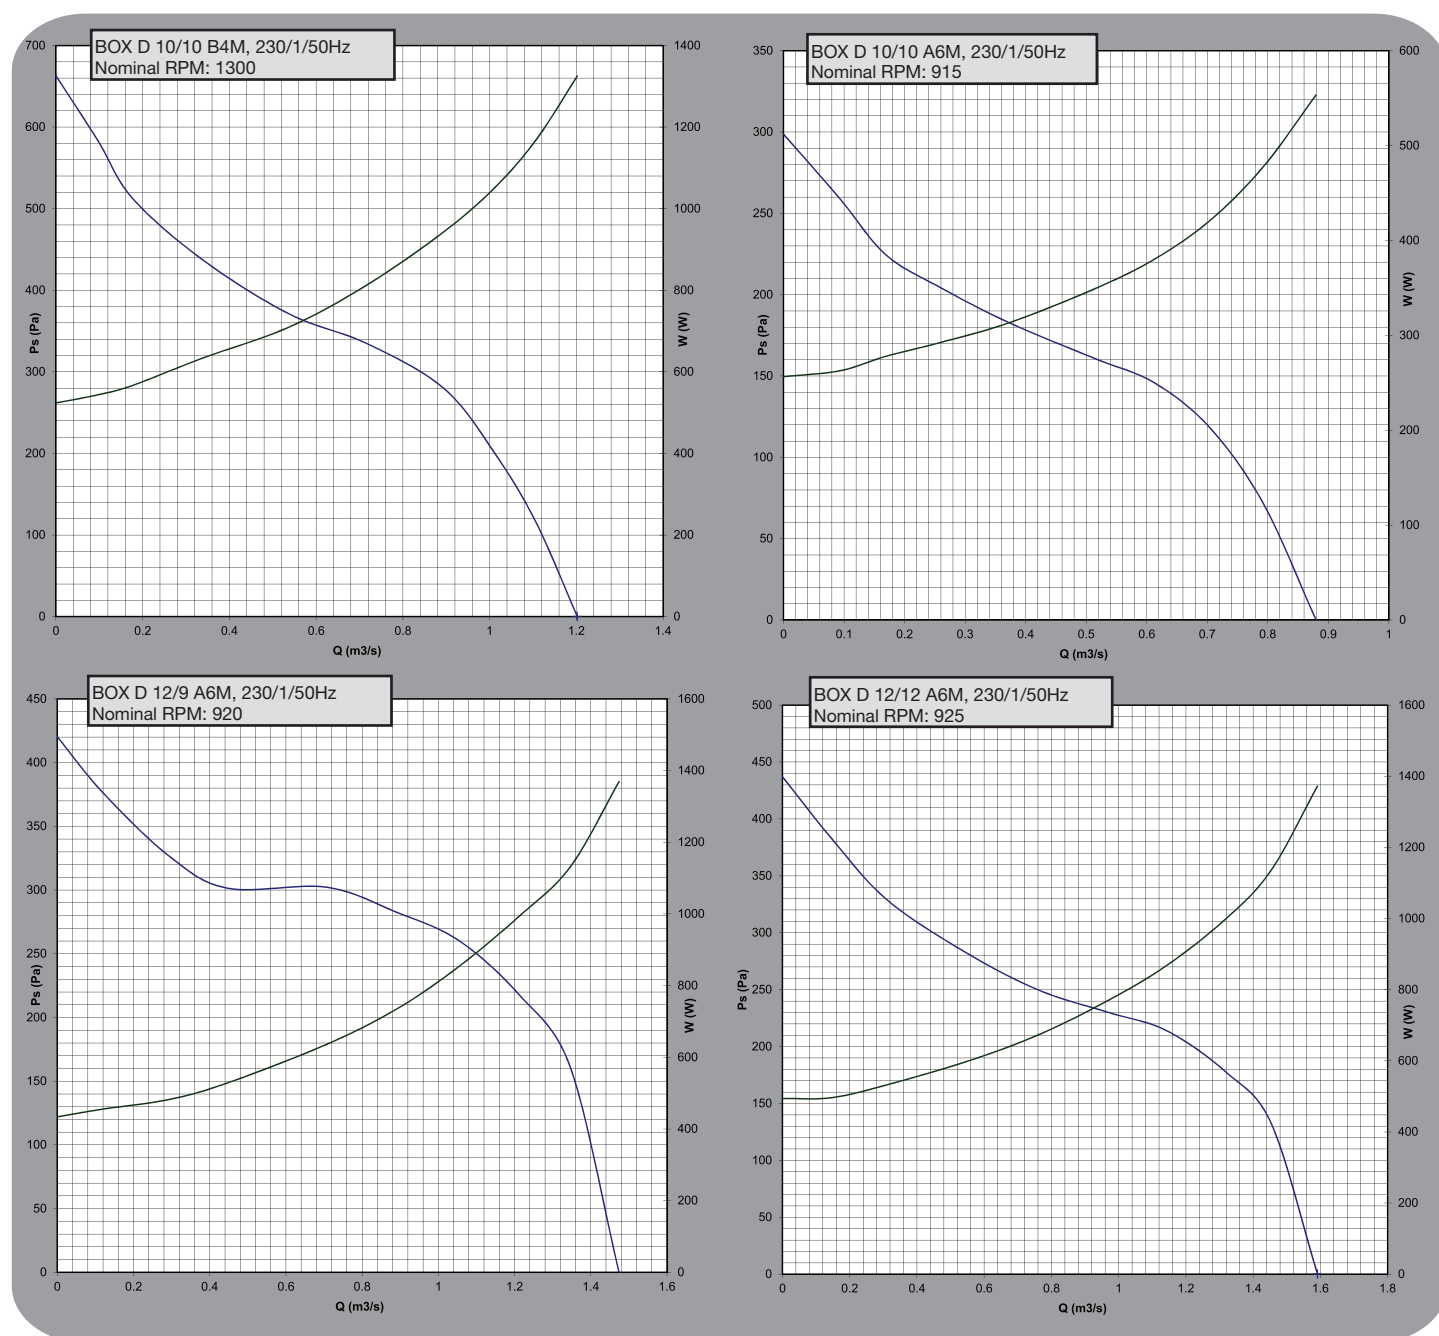 BOX D 10/10 B4M, 230/1/50Hz
Nominal RPM: 1300
700
600
500
400
300
200
100
0
Ps (Pa)
1400
1200
1000
800
600
400
200
0
W (W)
0 0.2 0.4 0.6 0.8 1 1.2 1.4
Q (m3/s)
BOX D 10/10 A6M, 230/1/50Hz
Nominal RPM: 915
350
300
250
200
150
100
50
0
Ps (Pa)
600
500
400
300
200
100
0
W (W)
0 0.1 0.2 0.3 0.4 0.5 0.6 0.7 0.8 0.9 1
Q (m3/s)
BOX D 12/9 A6M, 230/1/50Hz
Nominal RPM: 920
450
400
350
300
250
200
150
100
50
0
Ps (Pa)
1600
1400
1200
1000
800
600
400
200
0
W (W)
0 0.2 0.4 0.6 0.8 1 1.2 1.4 1.6
Q (m3/s)
BOX D 12/12 A6M, 230/1/50Hz
Nominal RPM: 925
500
450
400
350
300
250
200
150
100
50
0
Ps (Pa)
1600
1400
1200
1000
800
600
400
200
0
W (W)
0 0.2 0.4 0.6 0.8 1 1.2 1.4 1.6 1.8
Q (m3/s)